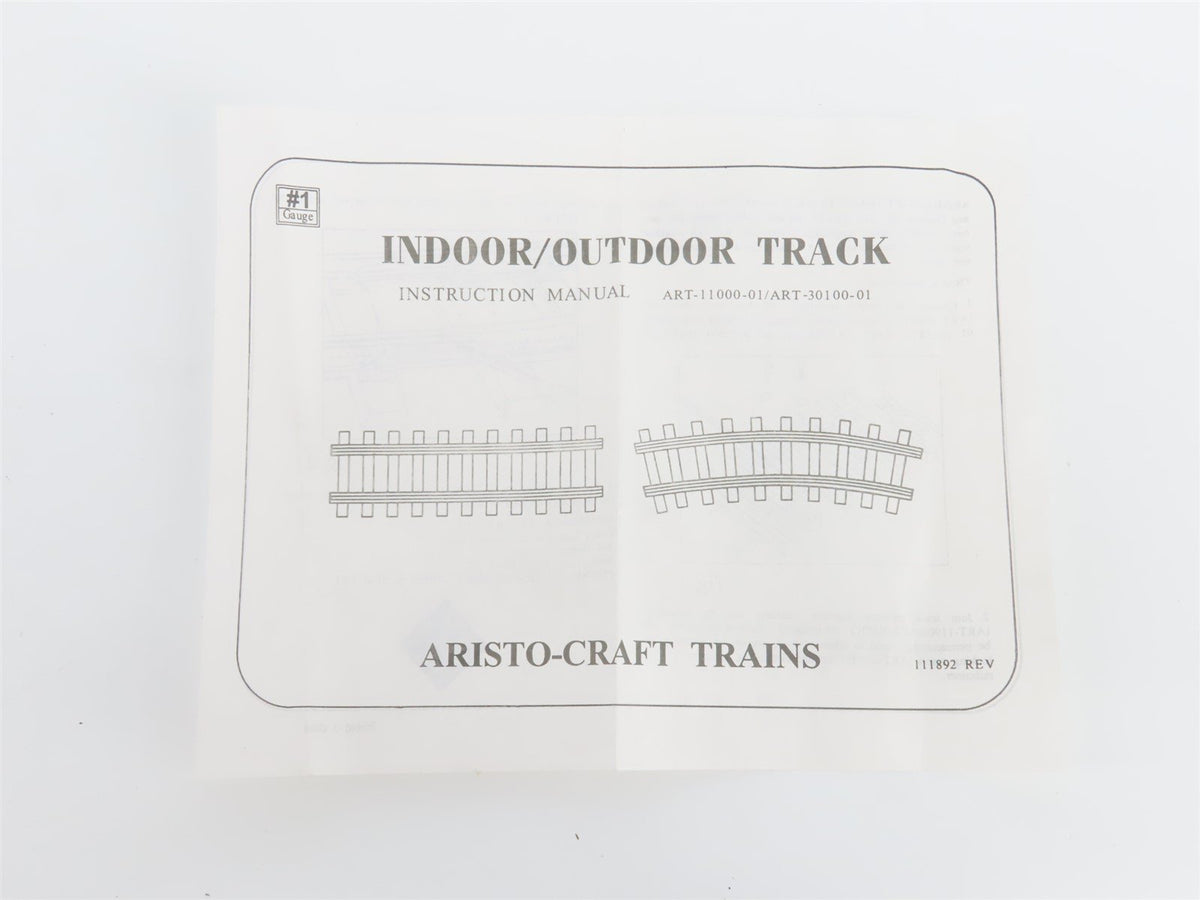 #1
Gauge
INDOOR/OUTDOOR TRACK
INSTRUCTION MANUAL ART-11000-01/ART-30100-01
ARISTO-CRAFT TRAINS
111892 REV